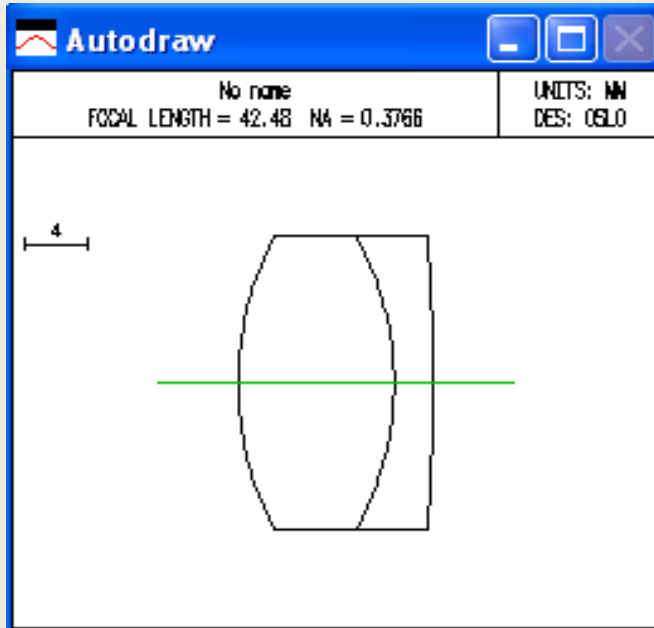 Autodraw
No name
FOCAL LENGTH = 42.48 NA = 0.3766
UNITS: MM
DES: OSLO
4